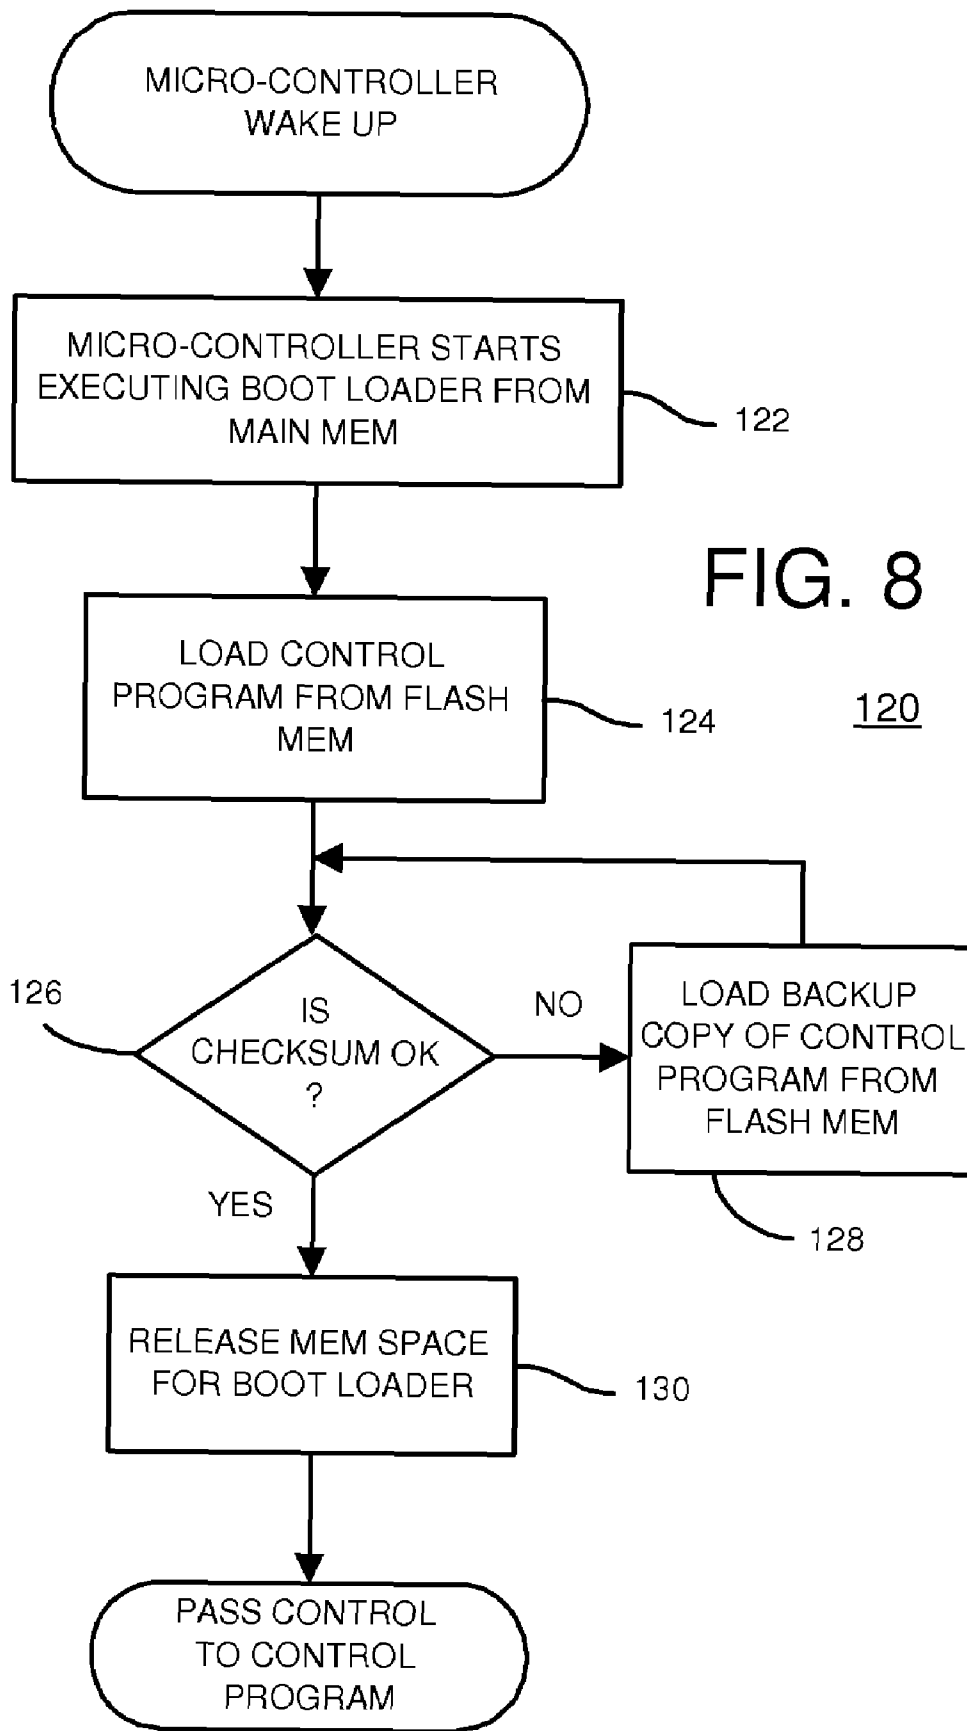 MICRO-CONTROLLER
WAKE UP
MICRO-CONTROLLER STARTS
EXECUTING BOOT LOADER FROM
MAIN MEM
122
FIG. 8
120
LOAD CONTROL
PROGRAM FROM FLASH
MEM
124
126
IS
CHECKSUM OK
?
NO
LOAD BACKUP
COPY OF CONTROL
PROGRAM FROM
FLASH MEM
128
YES
RELEASE MEM SPACE
FOR BOOT LOADER
130
PASS CONTROL
TO CONTROL
PROGRAM